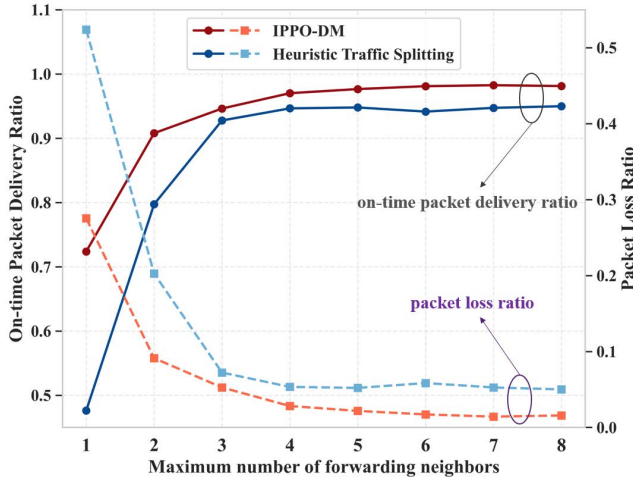 1.1
1.0
0.9
0.8
0.7
0.6
0.5
On-time Packet Delivery Ratio
IPPO-DM
Heuristic Traffic Splitting
on-time packet delivery ratio
packet loss ratio
0.5
0.4
0.3
0.2
0.1
0.0
Packet Loss Ratio
1 2 3 4 5 6 7 8
Maximum number of forwarding neighbors